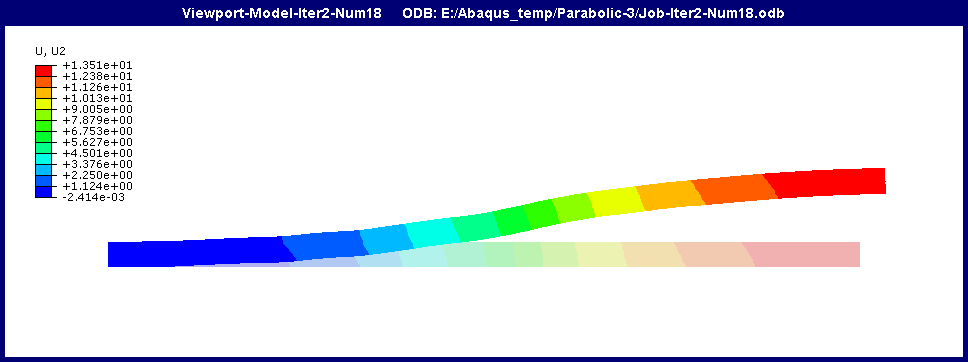 Viewport-Model-Iter2-Num18     ODB: E:/Abaqus_temp/Parabolic-3/Job-Iter2-Num18.odb
U, U2
+1.351e+01
+1.238e+01
+1.126e+01
+1.013e+01
+9.005e+00
+7.879e+00
+6.753e+00
+5.627e+00
+4.501e+00
+3.376e+00
+2.250e+00
+1.124e+00
-2.414e-03